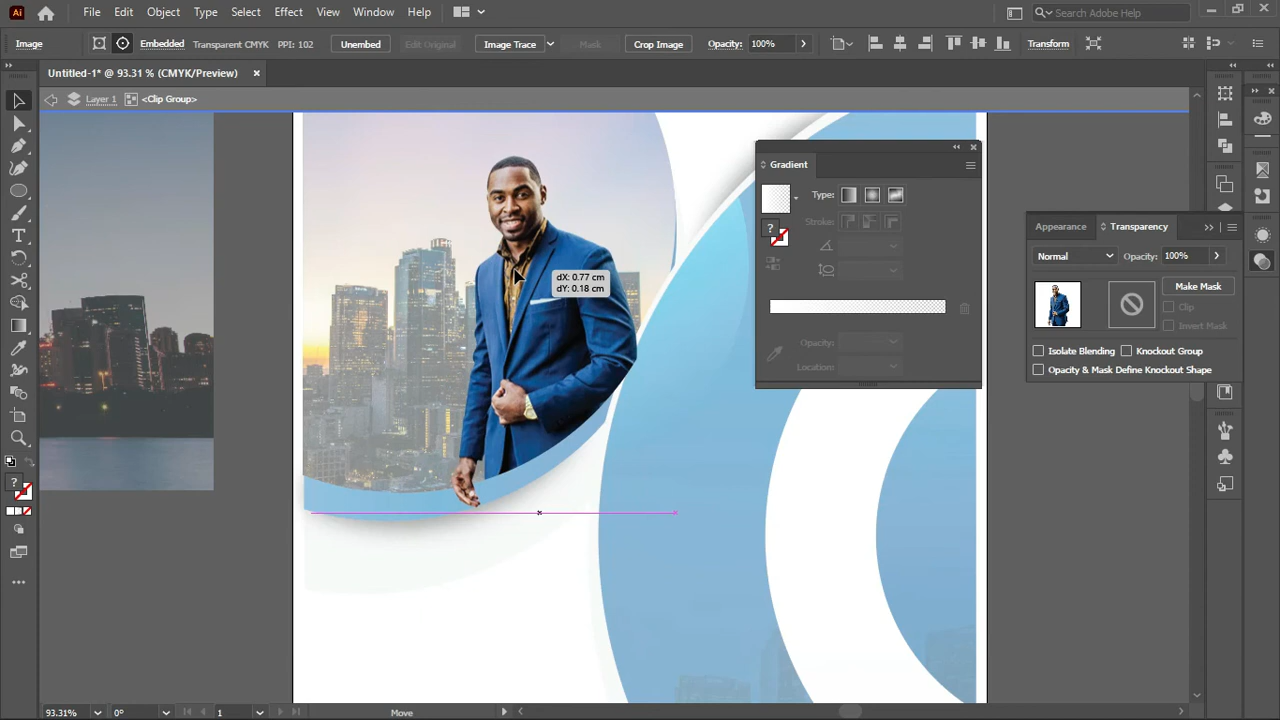 Ai File Edit Object Type Select Effect View Window Help Search Adobe Help
Image Embedded Transparent CMYK PPI: 102 Unembed Edit Original Image Trace Mask Crop Image Opacity: 100% Transform
Untitled-1* @ 93.31 % (CMYK/Preview)
Layer 1 <Clip Group>
Gradient
Type:
Stroke:
Opacity:
Location:
Appearance Transparency
Normal Opacity: 100%
Make Mask
Clip
Invert Mask
Isolate Blending Knockout Group
Opacity & Mask Define Knockout Shape
dX: 0.77 cm
dY: 0.18 cm
93.31% 0° 1 Move